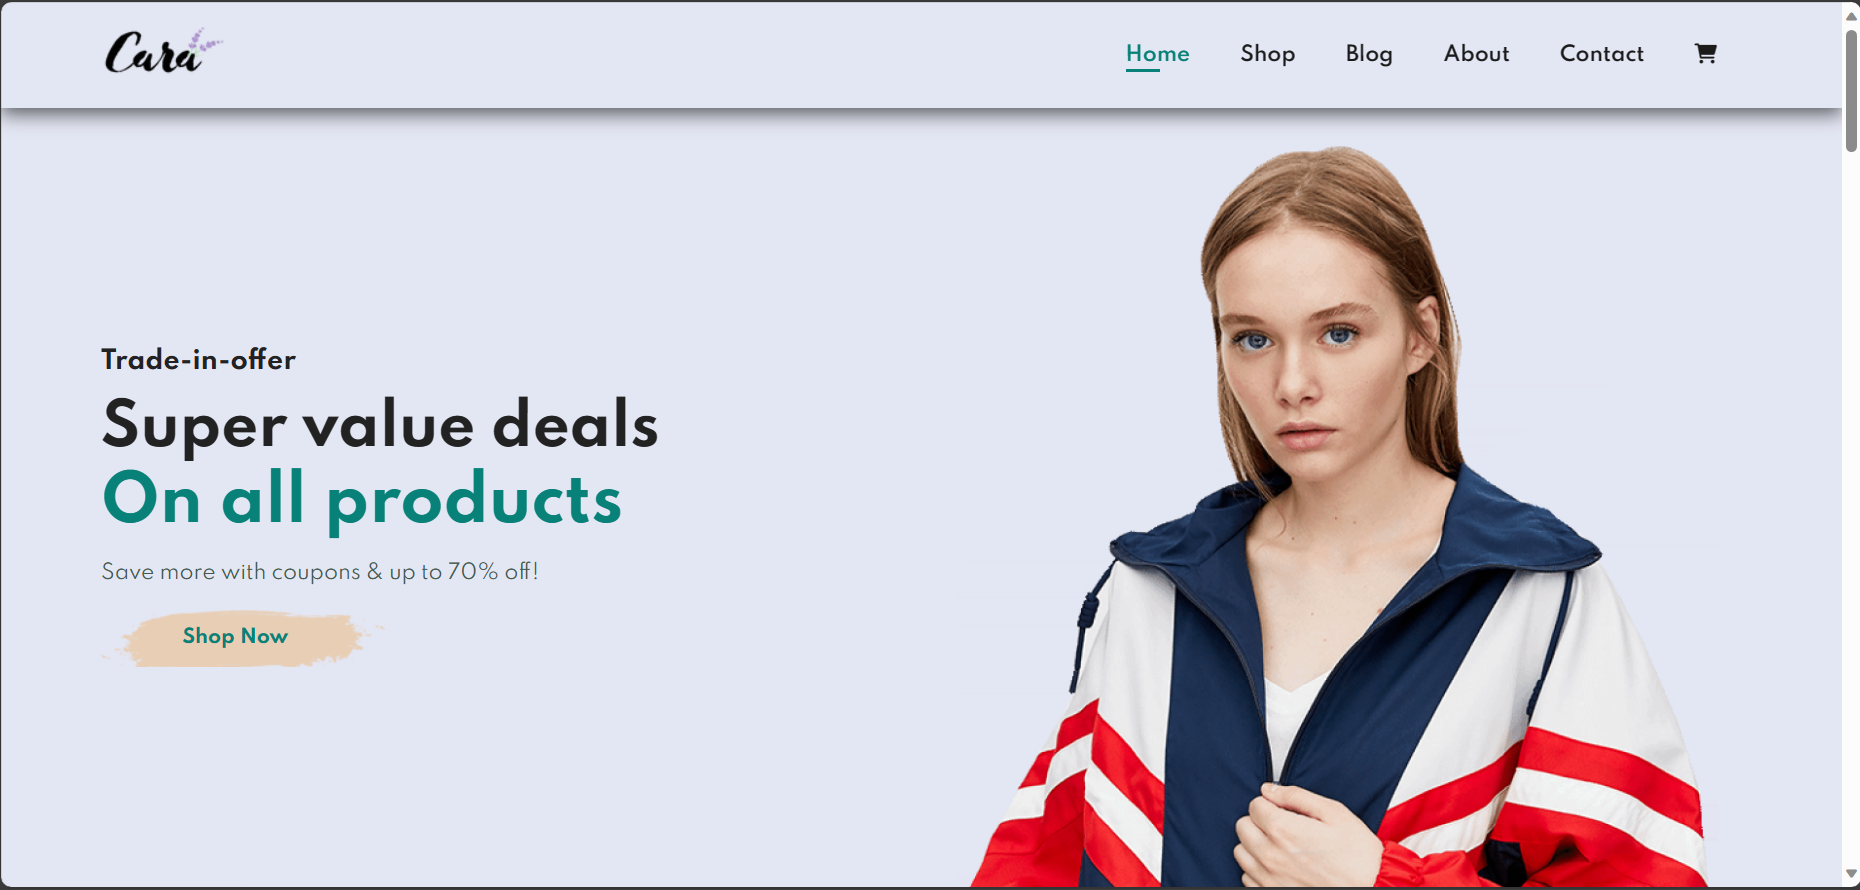 Cara
Home Shop Blog About Contact
Trade-in-offer
Super value deals
On all products
Save more with coupons & up to 70% off!
Shop Now